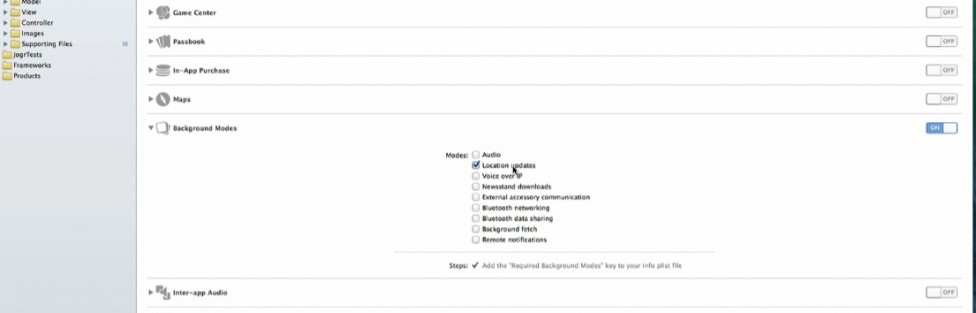 Model
View
Controller
Images
Supporting Files
JogrTests
Frameworks
Products
Game Center OFF
Passbook OFF
In-App Purchase OFF
Maps OFF
Background Modes ON
Modes: Audio
Location updates
Voice over IP
Newsstand downloads
External accessory communication
Bluetooth networking
Bluetooth data sharing
Background fetch
Remote notifications
Steps: ✓ Add the "Required Background Modes" key to your info plist file
Inter-app Audio OFF